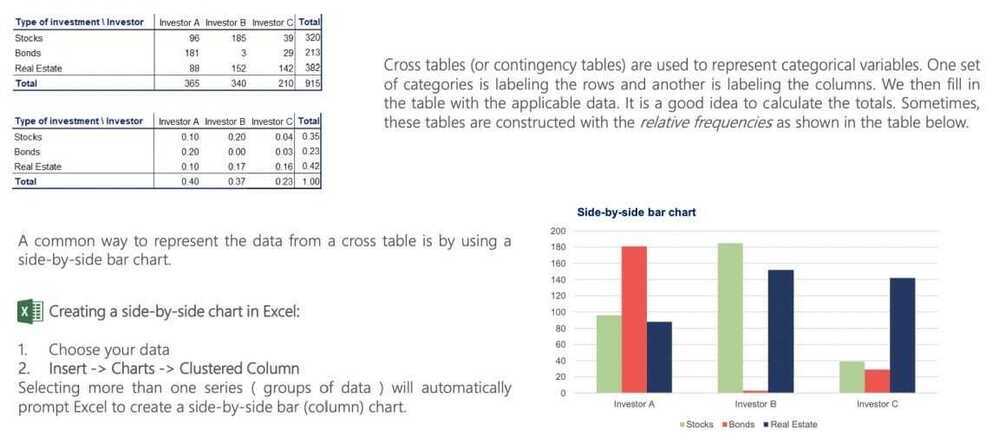 Type of investment \ Investor Investor A Investor B Investor C Total
Stocks 96 185 39 320
Bonds 181 3 29 213
Real Estate 88 152 142 382
Total 365 340 210 915
Cross tables (or contingency tables) are used to represent categorical variables. One set
of categories is labeling the rows and another is labeling the columns. We then fill in
the table with the applicable data. It is a good idea to calculate the totals. Sometimes,
these tables are constructed with the relative frequencies as shown in the table below.
Type of investment \ Investor Investor A Investor B Investor C Total
Stocks 0.10 0.20 0.04 0.35
Bonds 0.20 0.00 0.03 0.23
Real Estate 0.10 0.17 0.16 0.42
Total 0.40 0.37 0.23 1.00
A common way to represent the data from a cross table is by using a
side-by-side bar chart.
X Creating a side-by-side chart in Excel:
1. Choose your data
2. Insert -> Charts -> Clustered Column
Selecting more than one series ( groups of data ) will automatically
prompt Excel to create a side-by-side bar (column) chart.
Side-by-side bar chart
200
180
160
140
120
100
80
60
40
20
0
Investor A Investor B Investor C
Stocks Bonds Real Estate